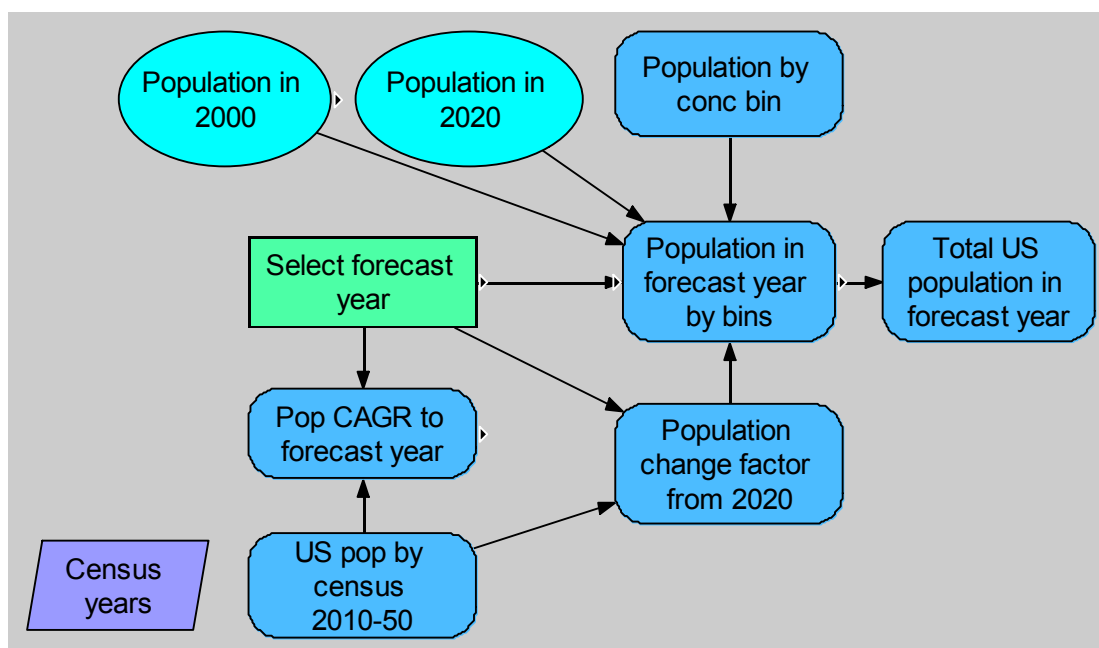 Population in
2000
Population in
2020
Population by
conc bin
Select forecast
year
Population in
forecast year
by bins
Total US
population in
forecast year
Pop CAGR to
forecast year
Population
change factor
from 2020
Census
years
US pop by
census
2010-50